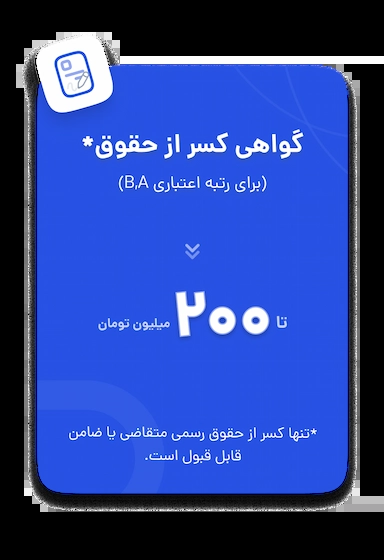 گواهی کسر از حقوق*
(برای رتبه اعتباری B,A)
تا ۲۰۰ میلیون تومان
*تنها کسر از حقوق رسمی متقاضی یا ضامن
قابل قبول است.